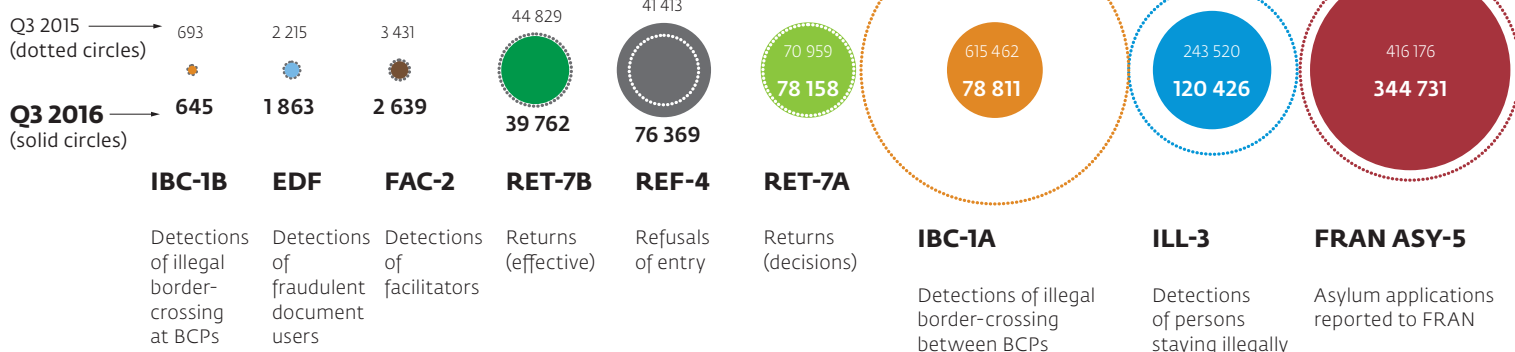 Q3 2015
(dotted circles)
693
2 215
3 431
44 829
41 413
70 959
615 462
243 520
416 176
Q3 2016
(solid circles)
645
1 863
2 639
39 762
76 369
78 158
78 811
120 426
344 731
IBC-1B
EDF
FAC-2
RET-7B
REF-4
RET-7A
IBC-1A
ILL-3
FRAN ASY-5
Detections
of illegal
border-
crossing
at BCPs
Detections
of
fraudulent
document
users
Detections
of
facilitators
Returns
(effective)
Refusals
of entry
Returns
(decisions)
Detections of illegal
border-crossing
between BCPs
Detections
of persons
staying illegally
Asylum applications
reported to FRAN